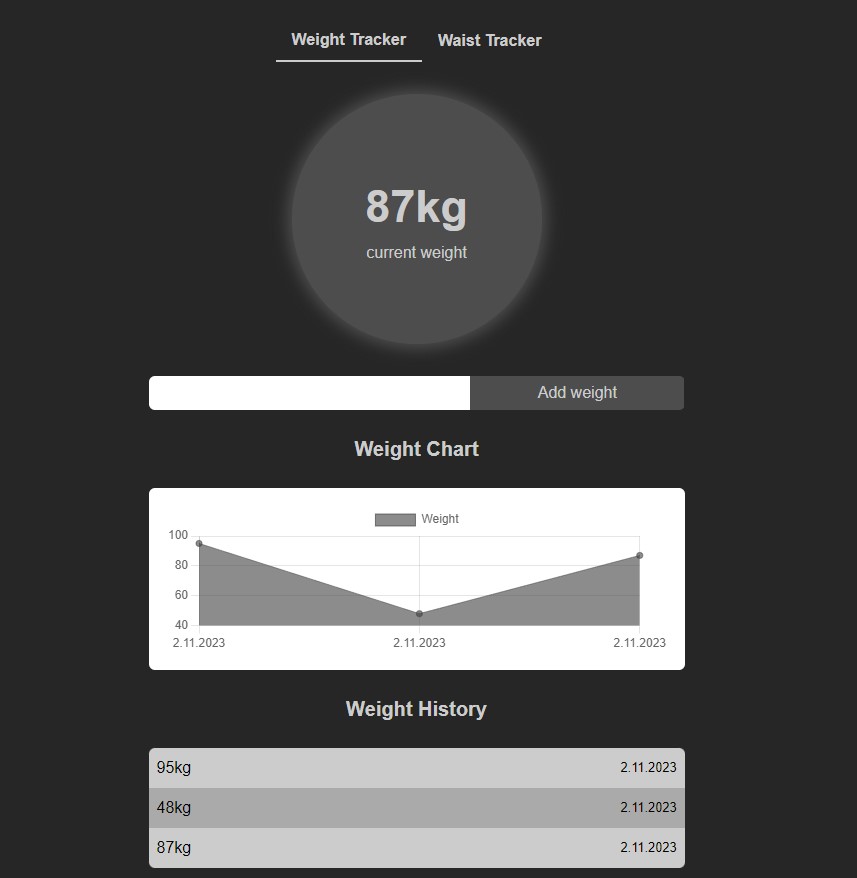 Weight Tracker Waist Tracker
87kg
current weight
Add weight
Weight Chart
Weight
100
80
60
40
2.11.2023 2.11.2023 2.11.2023
Weight History
95kg 2.11.2023
48kg 2.11.2023
87kg 2.11.2023